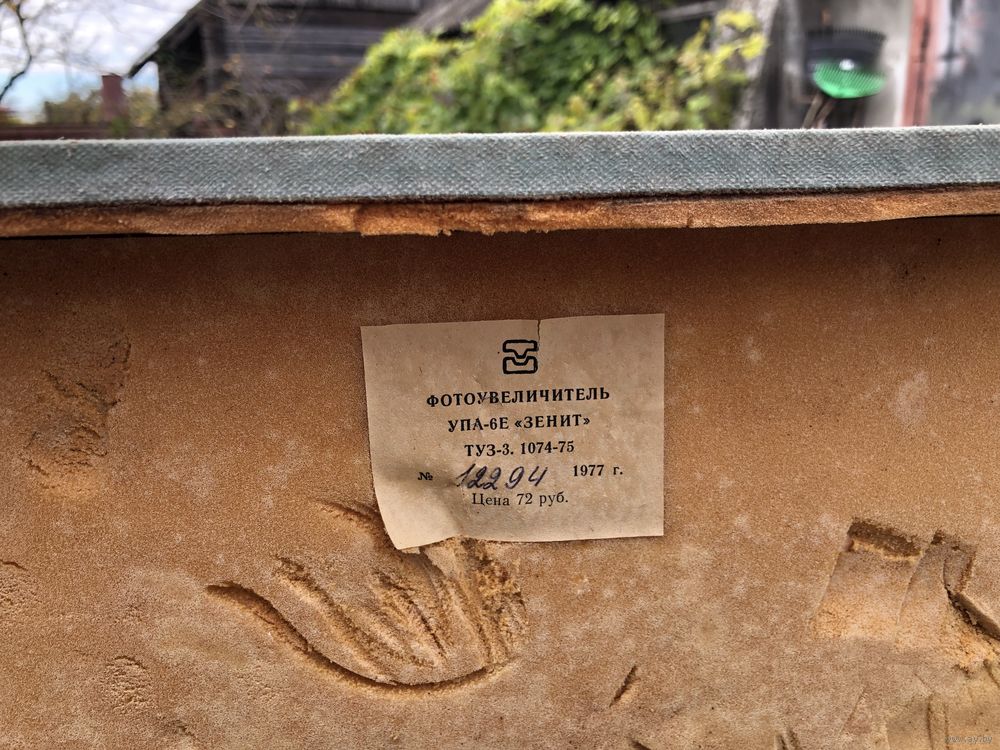 ФОТОУВЕЛИЧИТЕЛЬ
УПА-6Е «ЗЕНИТ»
ТУЗ-3. 1074-75
№ 12294 1977 г.
Цена 72 руб.